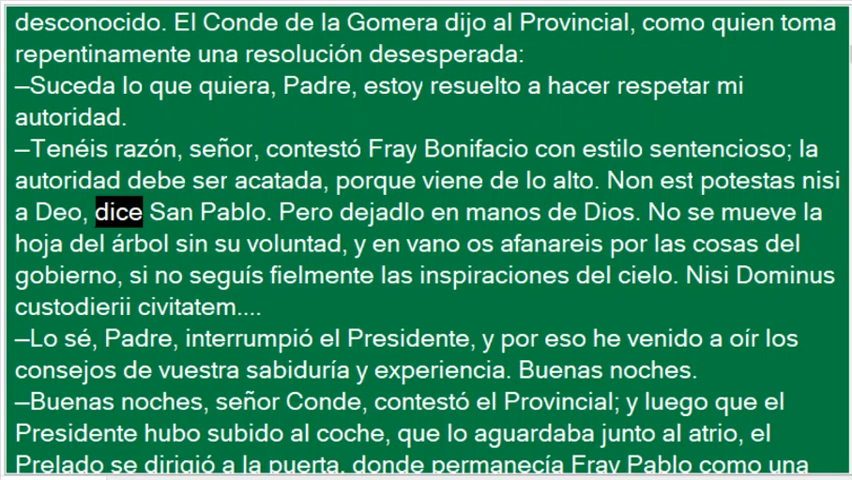 desconocido. El Conde de la Gomera dijo al Provincial, como quien toma
repentinamente una resolución desesperada:
—Suceda lo que quiera, Padre, estoy resuelto a hacer respetar mi
autoridad.
—Tenéis razón, señor, contestó Fray Bonifacio con estilo sentencioso; la
autoridad debe ser acatada, porque viene de lo alto. Non est potestas nisi
a Deo, dice San Pablo. Pero dejadlo en manos de Dios. No se mueve la
hoja del árbol sin su voluntad, y en vano os afanareis por las cosas del
gobierno, si no seguís fielmente las inspiraciones del cielo. Nisi Dominus
custodierii civitatem....
—Lo sé, Padre, interrumpió el Presidente, y por eso he venido a oír los
consejos de vuestra sabiduría y experiencia. Buenas noches.
—Buenas noches, señor Conde, contestó el Provincial; y luego que el
Presidente hubo subido al coche, que lo aguardaba junto al atrio, el
Prelado se dirigió a la puerta, donde permanecía Fray Pablo como una